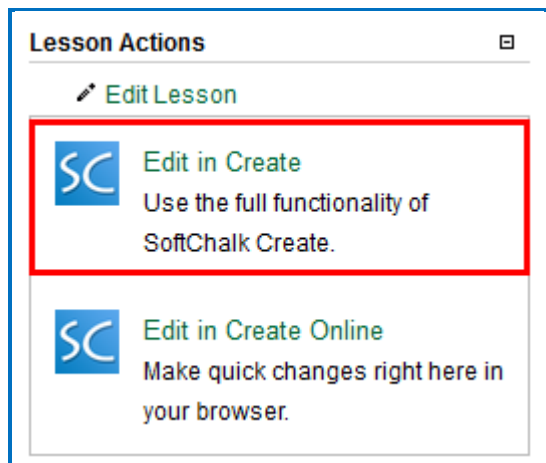 Lesson Actions
Edit Lesson
SC
Edit in Create
Use the full functionality of
SoftChalk Create.
SC
Edit in Create Online
Make quick changes right here in
your browser.